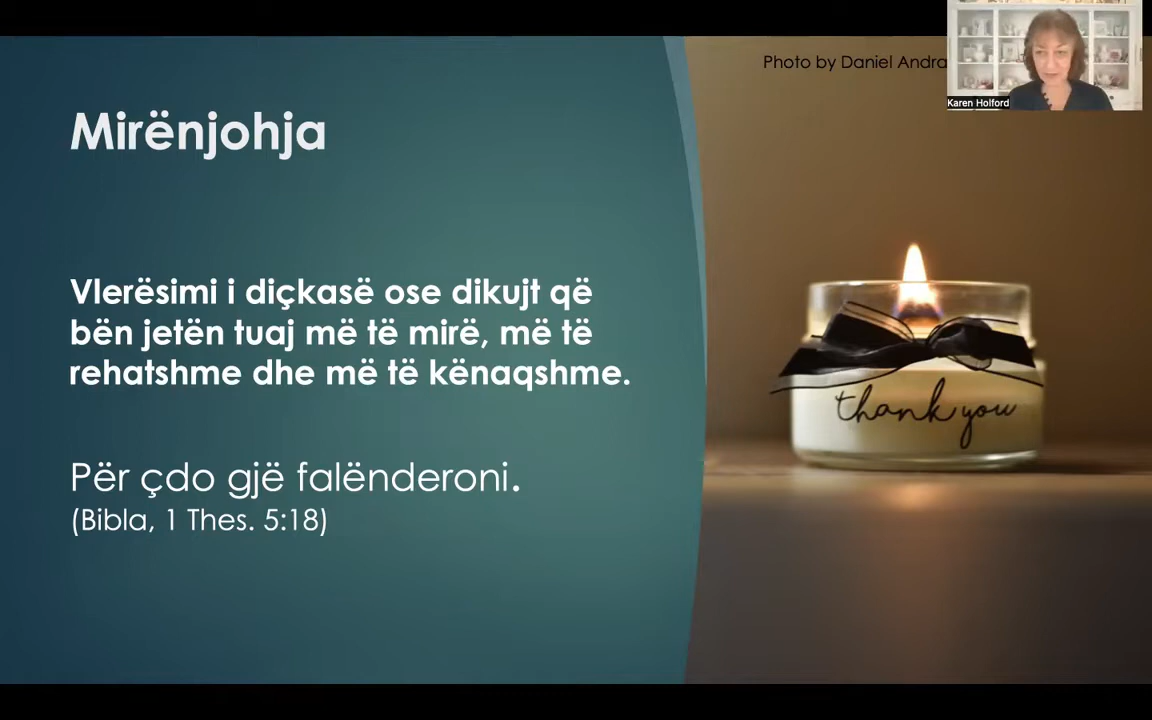 Photo by Daniel
Karen Holford
Mirënjohja
Vlerësimi i diçkasë ose dikujt që
bën jetën tuaj më të mirë, më të
rehatshme dhe më të kënaqshme.
Për çdo gjë falënderoni.
(Bibla, 1 Thes. 5:18)
thank you